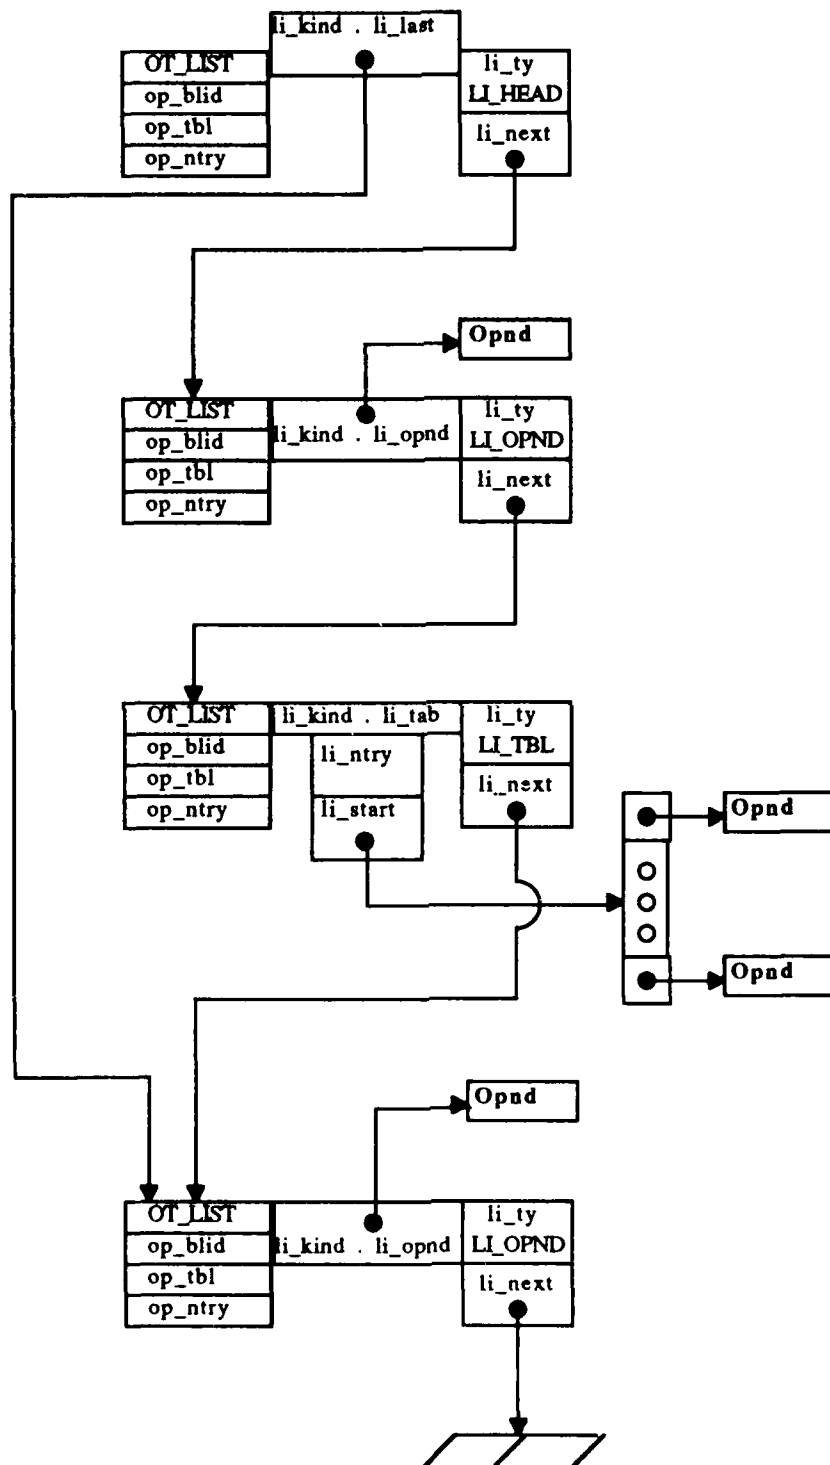 li_kind . li_last
OT_LIST
op_blid
op_tbl
op_ntry
li_ty
LI_HEAD
li_next
Opnd
OT_LIST
op_blid
op_tbl
op_ntry
li_kind . li_opnd
li_ty
LI_OPND
li_next
OT_LIST
op_blid
op_tbl
op_ntry
li_kind . li_tab
li_ntry
li_start
li_ty
LI_TBL
li_next
Opnd
Opnd
Opnd
OT_LIST
op_blid
op_tbl
op_ntry
li_kind . li_opnd
li_ty
LI_OPND
li_next